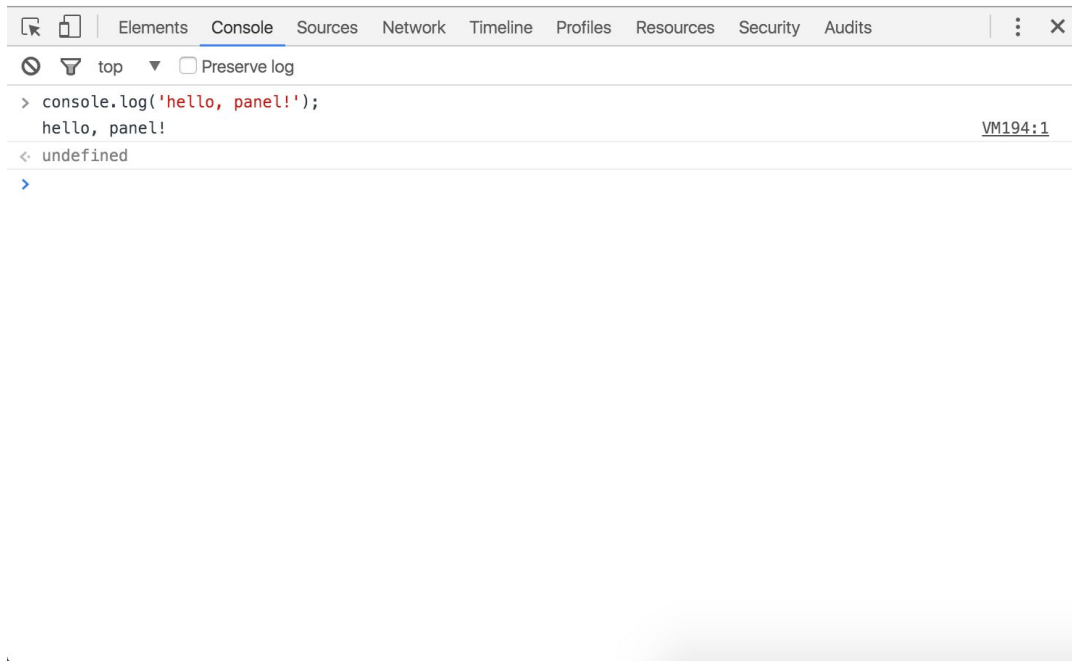 Elements Console Sources Network Timeline Profiles Resources Security Audits
top Preserve log
console.log('hello, panel!');
hello, panel! VM194:1
undefined